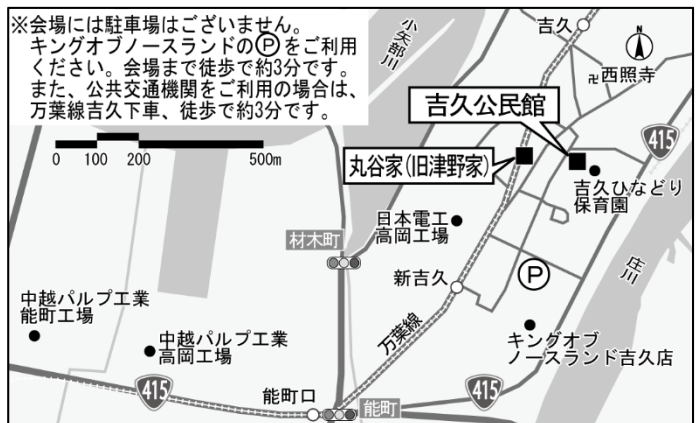 ※会場には駐車場はございません。
キングオブノースランドのⓅをご利用
ください。会場まで徒歩で約3分です。
また、公共交通機関をご利用の場合は、
万葉線吉久下車、徒歩で約3分です。
0 100 200 500m
小矢部川
吉久
卍西照寺
吉久公民館
415
丸谷家(旧津野家)
吉久ひなどり
保育園
日本電工
高岡工場
材木町
新吉久
P
庄川
中越パルプ工業
能町工場
中越パルプ工業
高岡工場
万葉線
キングオブ
ノースランド吉久店
415
能町口
能町
415